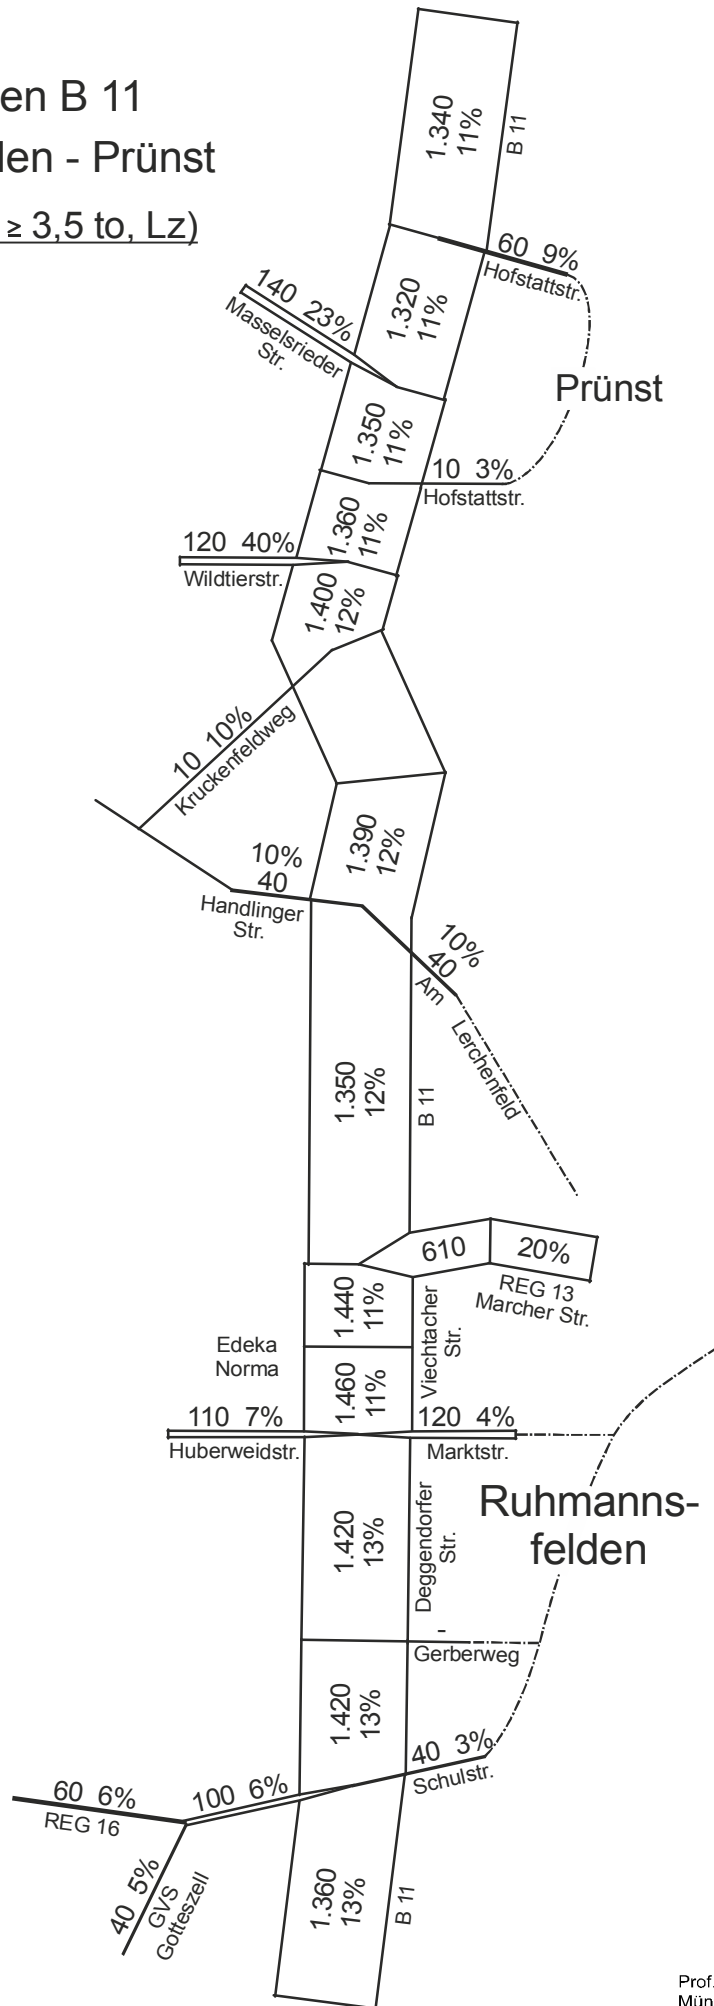 en B 11
en - Prünst
≥ 3,5 to, Lz)
1.340
11%
B 11
60 9%
Hofstattstr.
140 23%
Masselsrieder
Str.
1.320
11%
Prünst
1.350
11%
10 3%
Hofstattstr.
1.360
11%
120 40%
Wildtierstr.
1.400
12%
10 10%
Kruckenfeldweg
1.390
12%
10%
40
Handlinger
Str.
10%
40
Am
Lerchenfeld
1.350
12%
B 11
610
20%
REG 13
Marcher Str.
1.440
11%
Viechtacher
Str.
Edeka
Norma
1.460
11%
110 7%
Huberweidstr.
120 4%
Marktstr.
Ruhmanns-
felden
1.420
13%
Deggendorfer
Str.
-
Gerberweg
1.420
13%
40 3%
Schulstr.
60 6%
REG 16
100 6%
40 5%
GVS
Gotteszell
1.360
13%
B 11
Prof.
Mün